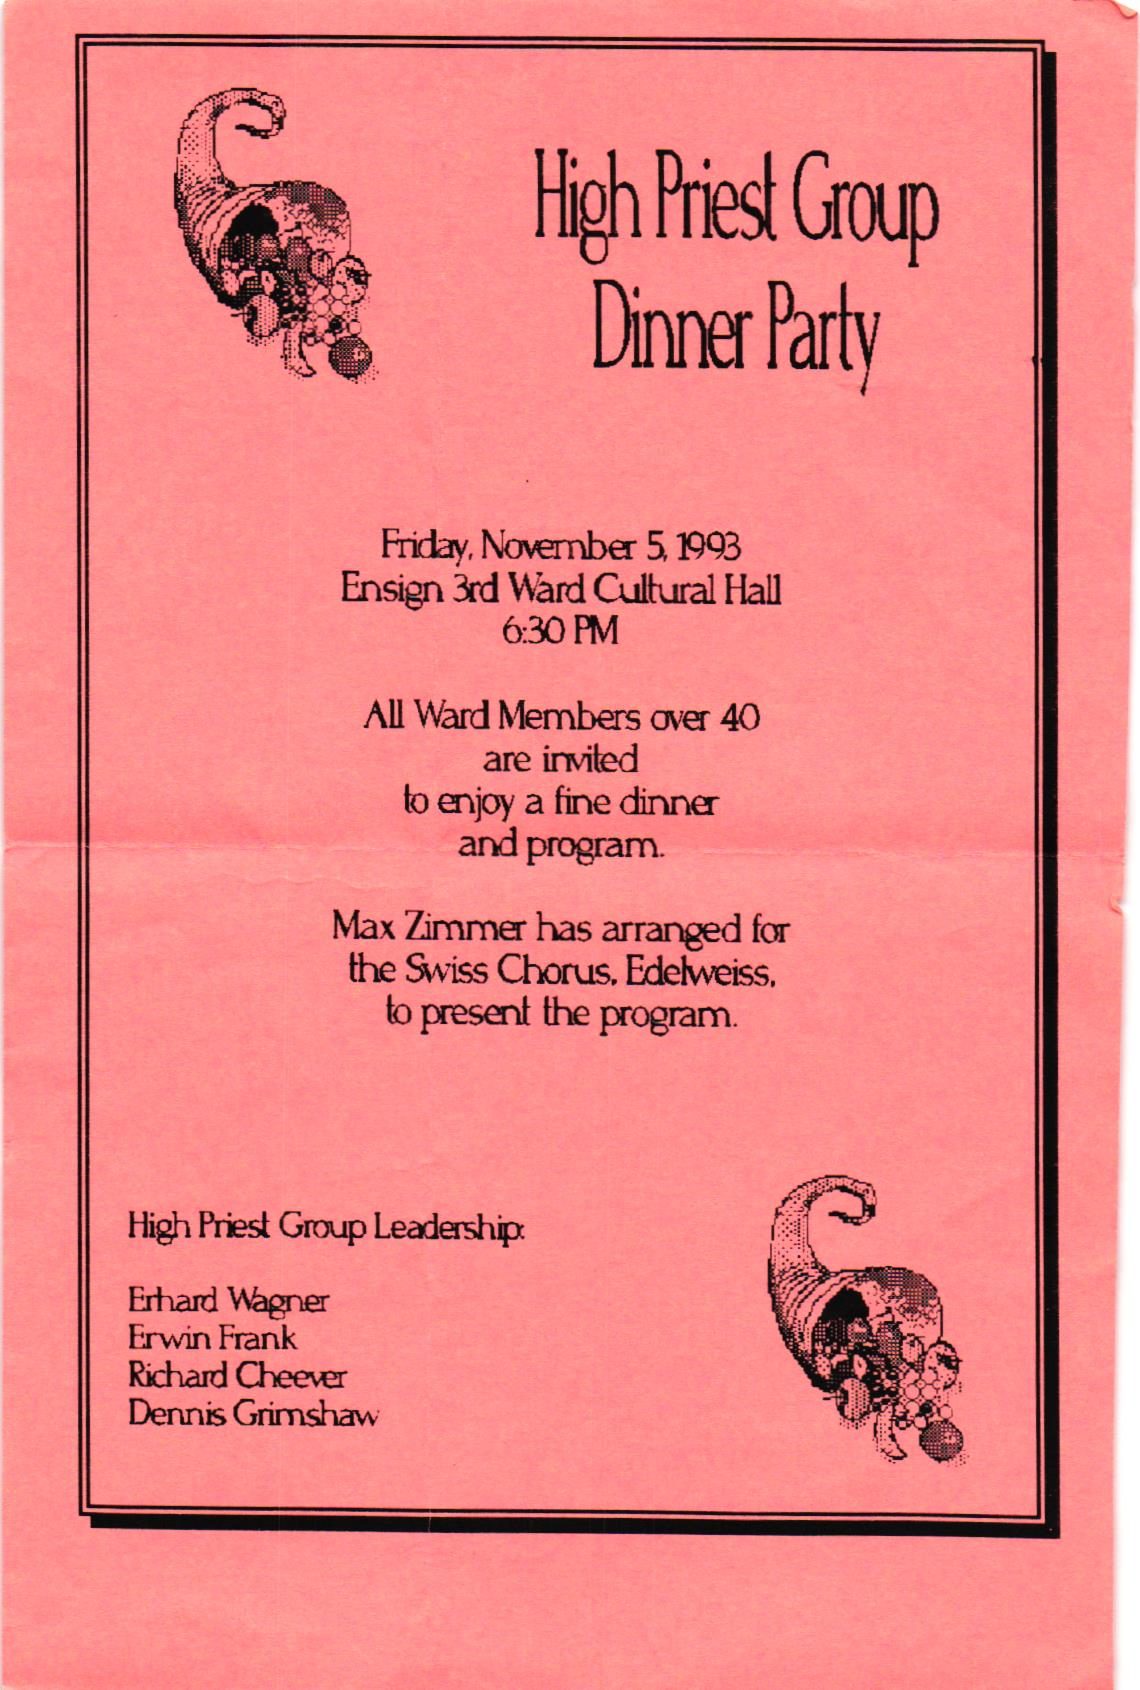 High Priest Group
Dinner Party
Friday, November 5, 1993
Ensign 3rd Ward Cultural Hall
6:30 PM
All Ward Members over 40
are invited
to enjoy a fine dinner
and program.
Max Zimmer has arranged for
the Swiss Chorus, Edelweiss,
to present the program.
High Priest Group Leadership:
Erhard Wagner
Erwin Frank
Richard Cheever
Dennis Grimshaw